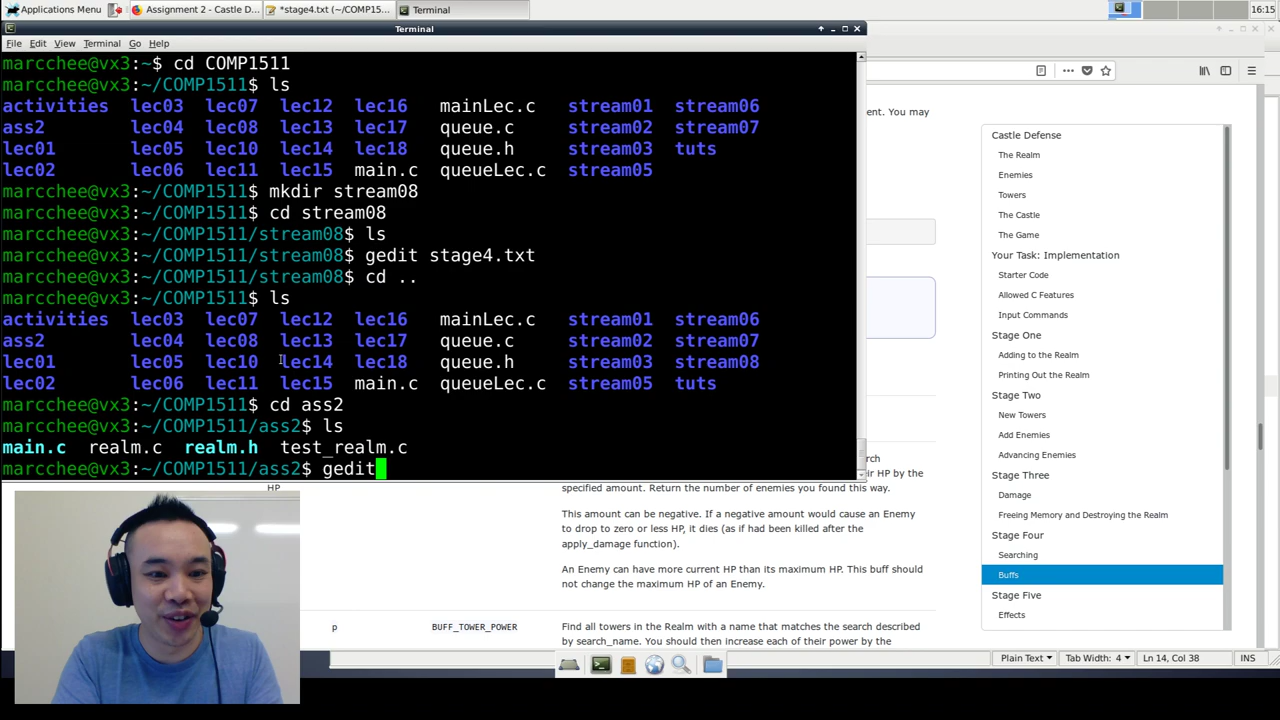 Applications Menu
Assignment 2 - Castle D...
*stage4.txt (~/COMP15...
Terminal
16:15
Terminal
File Edit View Terminal Go Help
marcchee@vx3:~$ cd COMP1511
marcchee@vx3:~/COMP1511$ ls
activities lec03 lec07 lec12 lec16 mainLec.c stream01 stream06
ass2 lec04 lec08 lec13 lec17 queue.c stream02 stream07
lec01 lec05 lec10 lec14 lec18 queue.h stream03 tuts
lec02 lec06 lec11 lec15 main.c queueLec.c stream05
marcchee@vx3:~/COMP1511$ mkdir stream08
marcchee@vx3:~/COMP1511$ cd stream08
marcchee@vx3:~/COMP1511/stream08$ ls
marcchee@vx3:~/COMP1511/stream08$ gedit stage4.txt
marcchee@vx3:~/COMP1511/stream08$ cd ..
marcchee@vx3:~/COMP1511$ ls
activities lec03 lec07 lec12 lec16 mainLec.c stream01 stream06
ass2 lec04 lec08 lec13 lec17 queue.c stream02 stream07
lec01 lec05 lec10 lec14 lec18 queue.h stream03 stream08
lec02 lec06 lec11 lec15 main.c queueLec.c stream05 tuts
marcchee@vx3:~/COMP1511$ cd ass2
marcchee@vx3:~/COMP1511/ass2$ ls
main.c realm.c realm.h test_realm.c
marcchee@vx3:~/COMP1511/ass2$ gedit
ent. You may
HP by the
HP
specified amount. Return the number of enemies you found this way.
This amount can be negative. If a negative amount would cause an Enemy
to drop to zero or less HP, it dies (as if had been killed after the
apply_damage function).
An Enemy can have more current HP than its maximum HP. This buff should
not change the maximum HP of an Enemy.
p BUFF_TOWER_POWER Find all towers in the Realm with a name that matches the search described
by search_name. You should then increase each of their power by the
Castle Defense
The Realm
Enemies
Towers
The Castle
The Game
Your Task: Implementation
Starter Code
Allowed C Features
Input Commands
Stage One
Adding to the Realm
Printing Out the Realm
Stage Two
New Towers
Add Enemies
Advancing Enemies
Stage Three
Damage
Freeing Memory and Destroying the Realm
Stage Four
Searching
Buffs
Stage Five
Effects
Plain Text Tab Width: 4 Ln 14, Col 38 INS